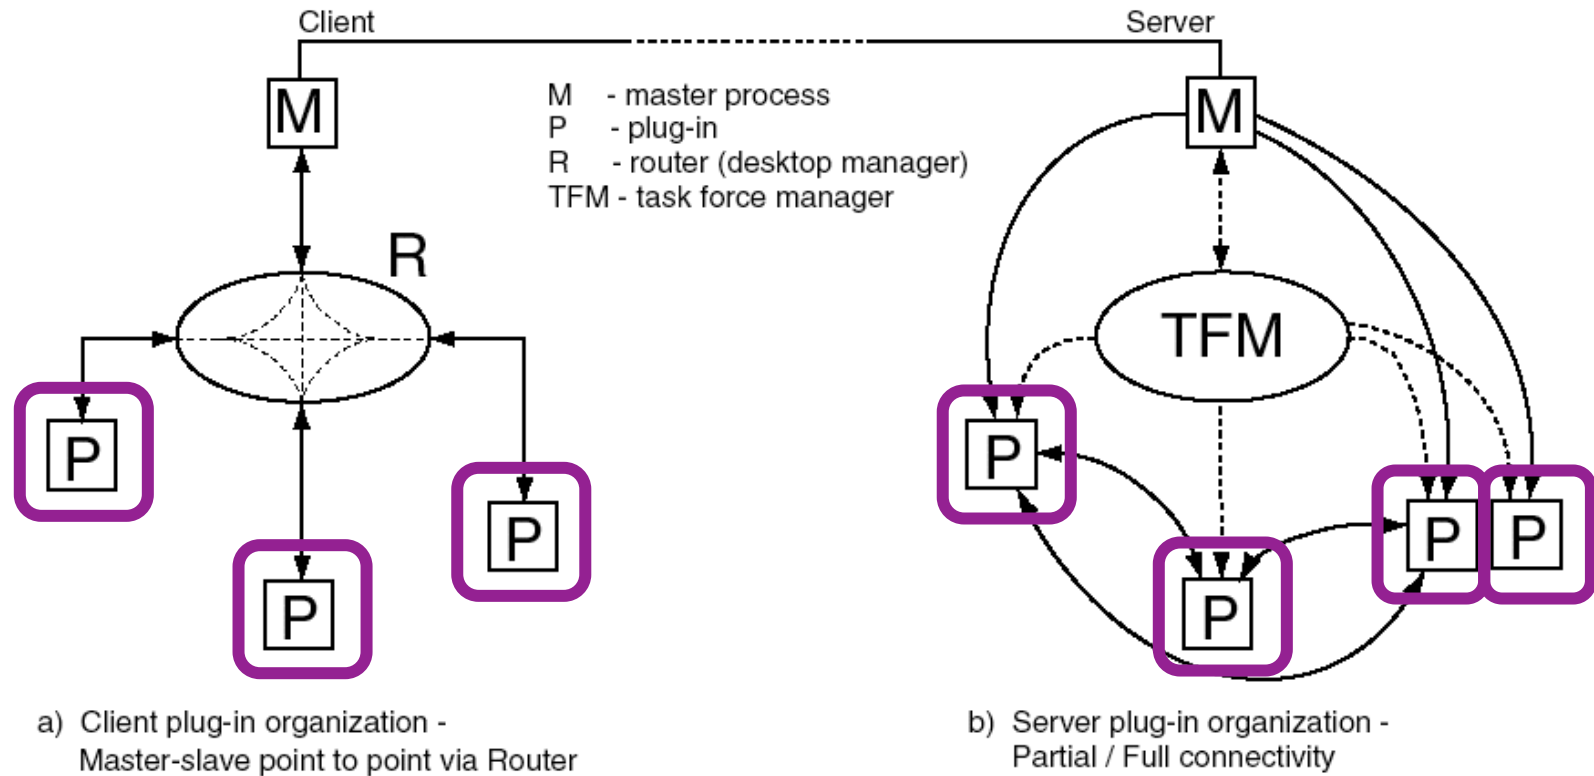 Client
Server
M
M
M - master process
P - plug-in
R - router (desktop manager)
TFM - task force manager
R
TFM
P
P
P
P
P
P
P
a) Client plug-in organization -
Master-slave point to point via Router
b) Server plug-in organization -
Partial / Full connectivity